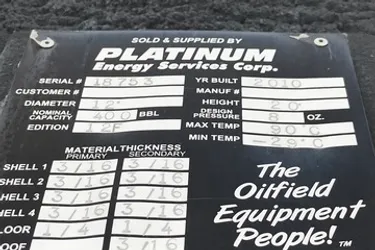 SOLD & SUPPLIED BY
PLATINUM
Energy Services Corp.
SERIAL # 18753 YR BUILT 2010
CUSTOMER # MANUF #
DIAMETER 12' HEIGHT 20'
NOMINAL CAPACITY 400 BBL DESIGN PRESSURE 8 OZ.
EDITION 12F MAX TEMP 90 C
MIN TEMP -29°C
MATERIAL THICKNESS
PRIMARY SECONDARY
SHELL 1 3/16 3/16
SHELL 2 3/16 3/16
SHELL 3 3/16 3/16
SHELL 4 3/16 3/16
LOOR 1/4 1/4
ROOF 3/16
The
Oilfield
Equipment
People!™